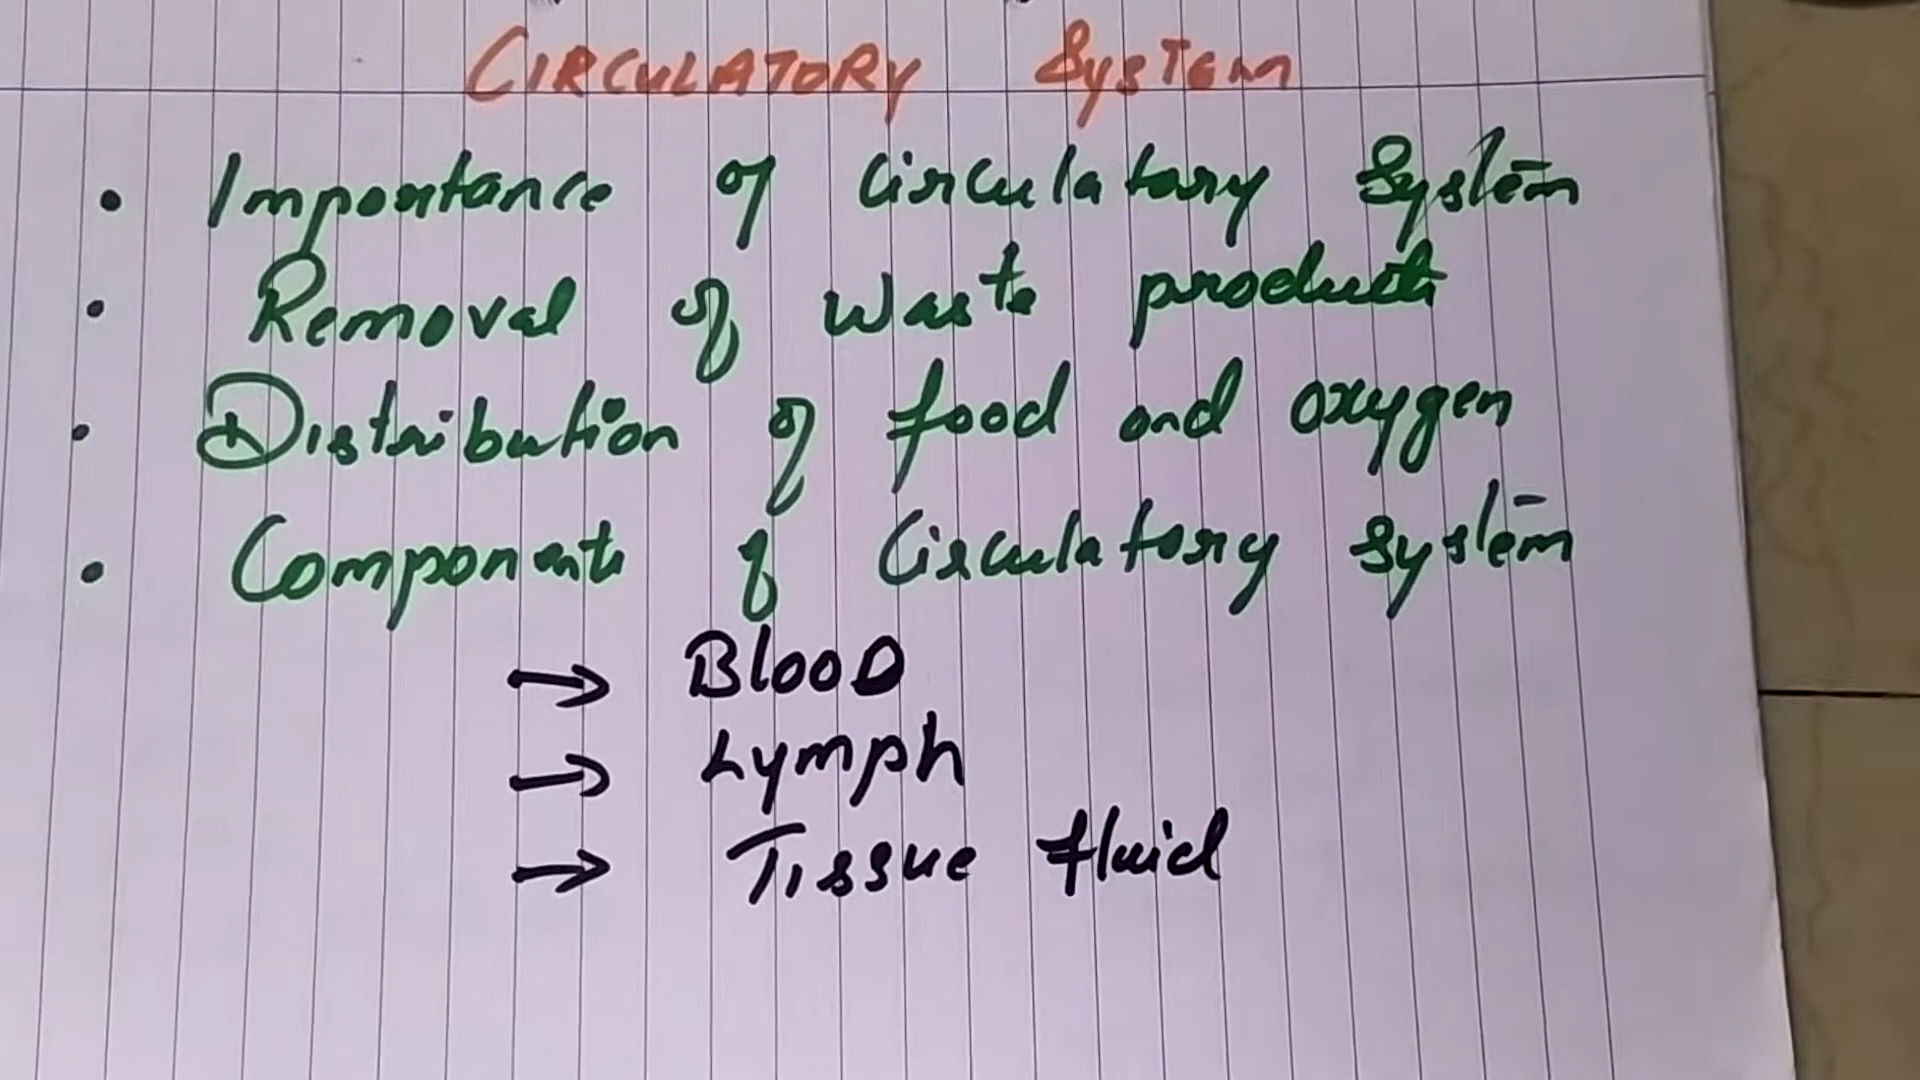 CIRCULATORY System
• Importance of Circulatory System
• Removal of Waste products
• Distribution of food and oxygen
• Components of Circulatory System
→ Blood
→ Lymph
→ Tissue fluid